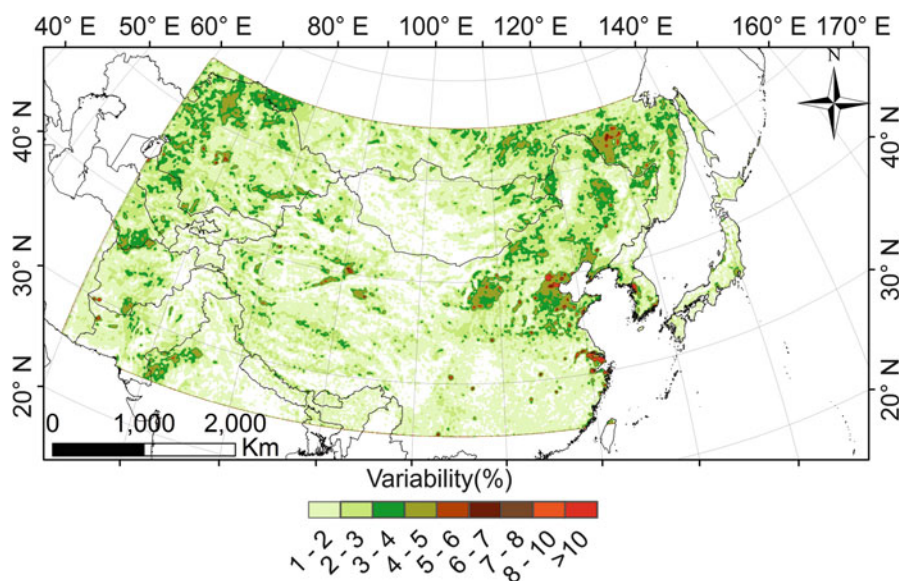 40° E 50° E 60° E 80° E 100° E 120° E 140° E 160° E 170° E
N
40° N 40° N
30° N 30° N
20° N 20° N
0 1,000 2,000
Km
Variability(%)
1 - 2 2 - 3 3 - 4 4 - 5 5 - 6 6 - 7 7 - 8 8 - 10 >10